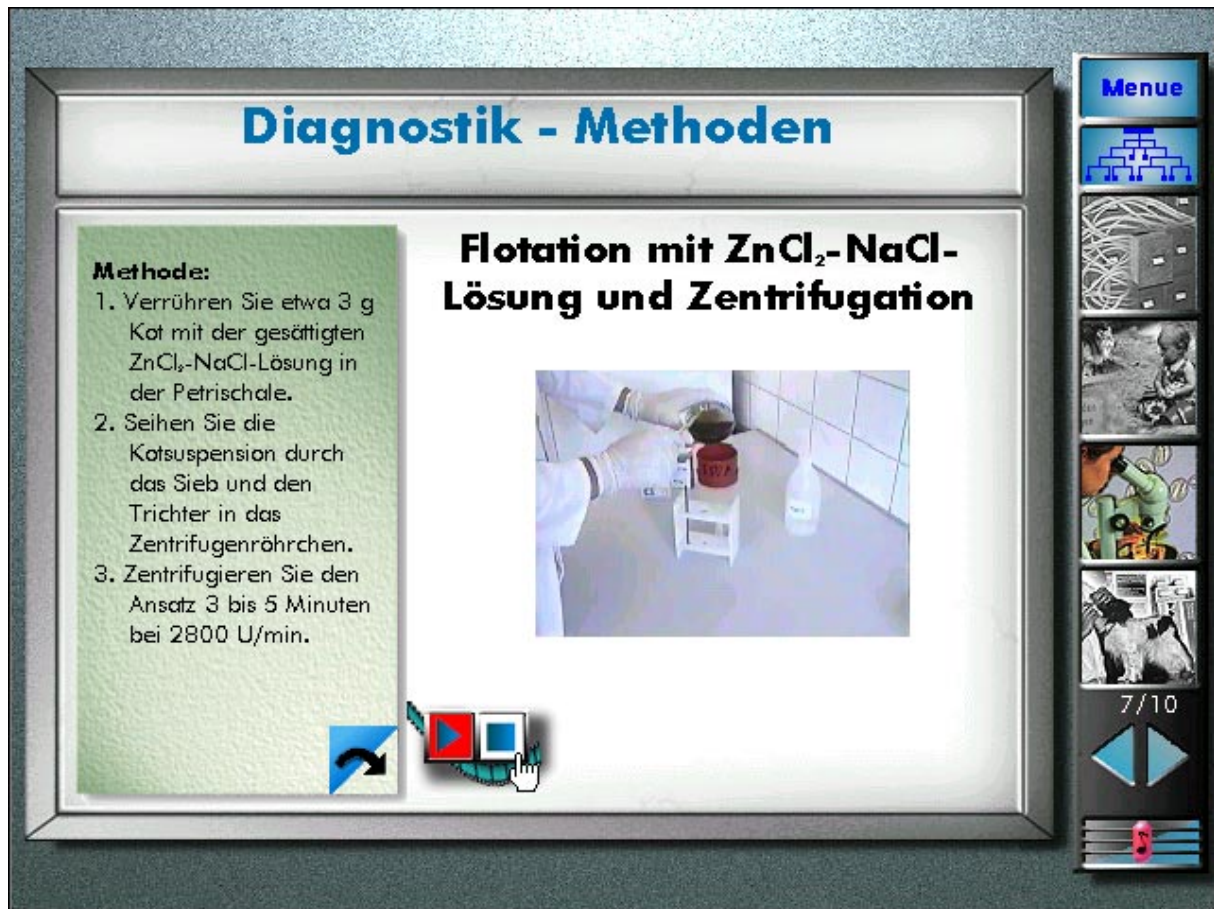 Diagnostik - Methoden
Methode:
1. Verrühren Sie etwa 3 g
Kot mit der gesättigten
ZnCl₂-NaCl-Lösung in
der Petrischale.
2. Seihen Sie die
Kotsuspension durch
das Sieb und den
Trichter in das
Zentrifugenröhrchen.
3. Zentrifugieren Sie den
Ansatz 3 bis 5 Minuten
bei 2800 U/min.
Flotation mit ZnCl₂-NaCl-
Lösung und Zentrifugation
Menue
7/10